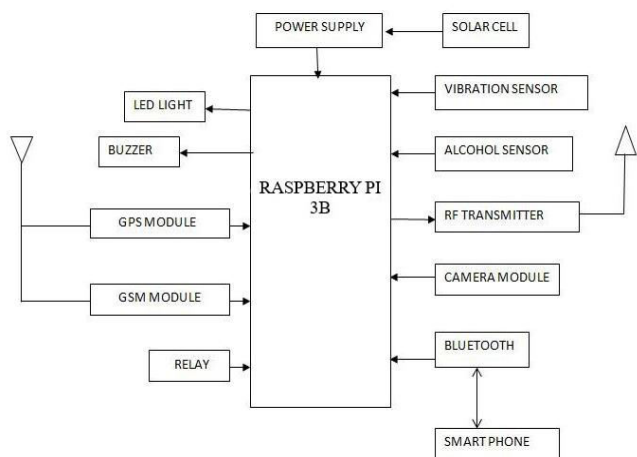 POWER SUPPLY
SOLAR CELL
LED LIGHT
BUZZER
GPS MODULE
GSM MODULE
RELAY
RASPBERRY PI
3B
VIBRATION SENSOR
ALCOHOL SENSOR
RF TRANSMITTER
CAMERA MODULE
BLUETOOTH
SMART PHONE